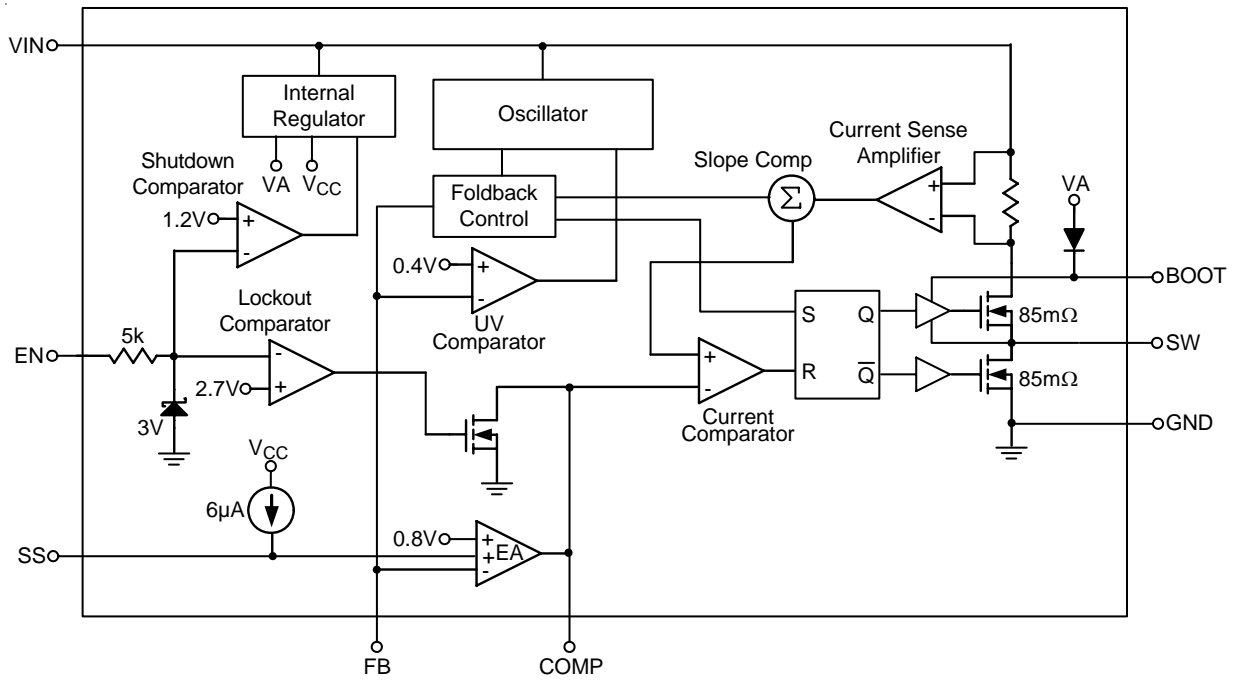 VIN
Internal
Regulator
Oscillator
Shutdown
Comparator
VA
VCC
Foldback
Control
Slope Comp
Σ
Current Sense
Amplifier
+
-
VA
1.2V
+
-
0.4V
+
-
UV
Comparator
BOOT
Lockout
Comparator
S
Q
R
Q
85mΩ
SW
EN
5k
-
+
2.7V
3V
+
-
Current
Comparator
85mΩ
GND
VCC
6µA
SS
0.8V
+
+
-
EA
FB
COMP